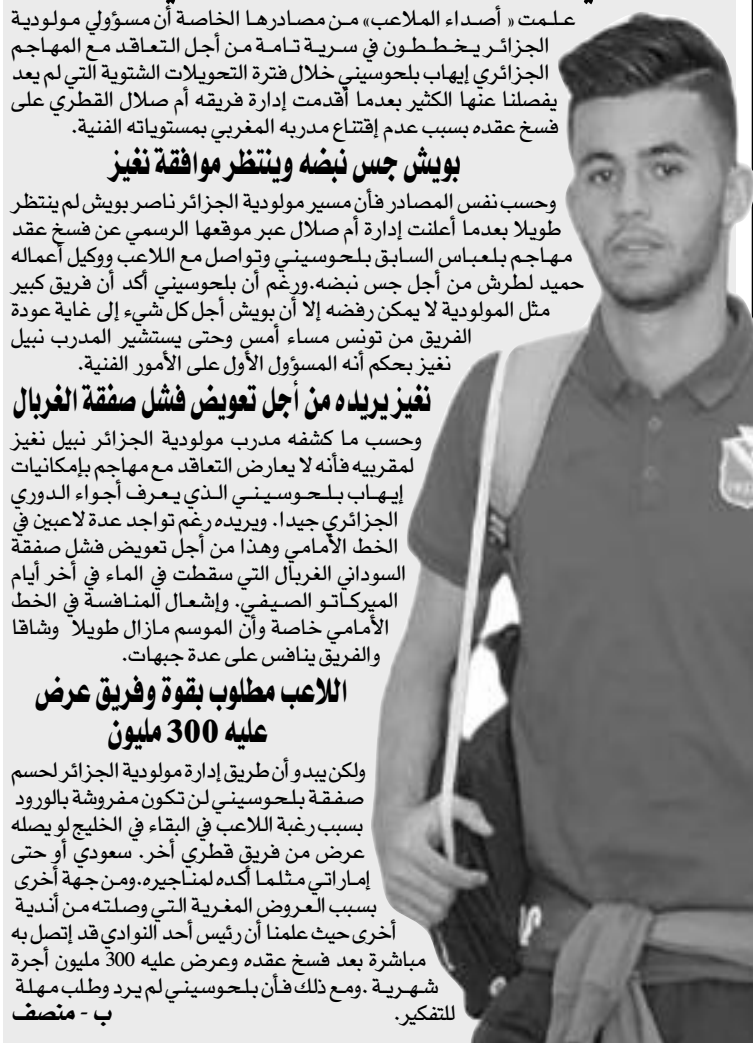 علمت « أصداء الملاعب» من مصادرها الخاصة أن مسؤولي مولودية
الجزائر يخططون في سرية تامة من أجل التعاقد مع المهاجم
الجزائري إيهاب بلحوسيني خلال فترة التحويلات الشتوية التي لم يعد
يفصلنا عنها الكثير بعدما أقدمت إدارة فريقه أم صلال القطري على
فسخ عقده بسبب عدم إقتناع مدربه المغربي بمستوياته الفنية.
بويش جس نبضه وينتظر موافقة نغيز
وحسب نفس المصادر فأن مسير مولودية الجزائر ناصر بويش لم ينتظر
طويلا بعدما أعلنت إدارة أم صلال عبر موقعها الرسمي عن فسخ عقد
مهاجم بلعباس السابق بلحوسيني وتواصل مع اللاعب ووكيل أعماله
حميد لطرش من أجل جس نبضه.ورغم أن بلحوسيني أكد أن فريق كبير
مثل المولودية لا يمكن رفضه إلا أن بويش أجل كل شيء إلى غاية عودة
الفريق من تونس مساء أمس وحتى يستشير المدرب نبيل
نغيز بحكم أنه المسؤول الأول على الأمور الفنية.
نغيز يريده من أجل تعويض فشل صفقة الغربال
وحسب ما كشفه مدرب مولودية الجزائر نبيل نغيز
لمقربيه فأنه لا يعارض التعاقد مع مهاجم بإمكانيات
إيهاب بلحوسيني الذي يعرف أجواء الدوري
الجزائري جيدا. ويريده رغم تواجد عدة لاعبين في
الخط الأمامي وهذا من أجل تعويض فشل صفقة
السوداني الغربال التي سقطت في الماء في أخر أيام
الميركاتو الصيفي. وإشعال المنافسة في الخط
الأمامي خاصة وأن الموسم مازال طويلا وشاقا
والفريق ينافس على عدة جبهات.
اللاعب مطلوب بقوة وفريق عرض
عليه 300 مليون
ولكن يبدو أن طريق إدارة مولودية الجزائر لحسم
صفقة بلحوسيني لن تكون مفروشة بالورود
بسبب رغبة اللاعب في البقاء في الخليج لو يصله
عرض من فريق قطري أخر. سعودي أو حتى
إماراتي مثلما أكده لمناجيره.ومن جهة أخرى
بسبب العروض المغرية التي وصلته من أندية
أخرى حيث علمنا أن رئيس أحد النوادي قد إتصل به
مباشرة بعد فسخ عقده وعرض عليه 300 مليون أجرة
شهرية .ومع ذلك فأن بلحوسيني لم يرد وطلب مهلة
للتفكير. ب - منصف